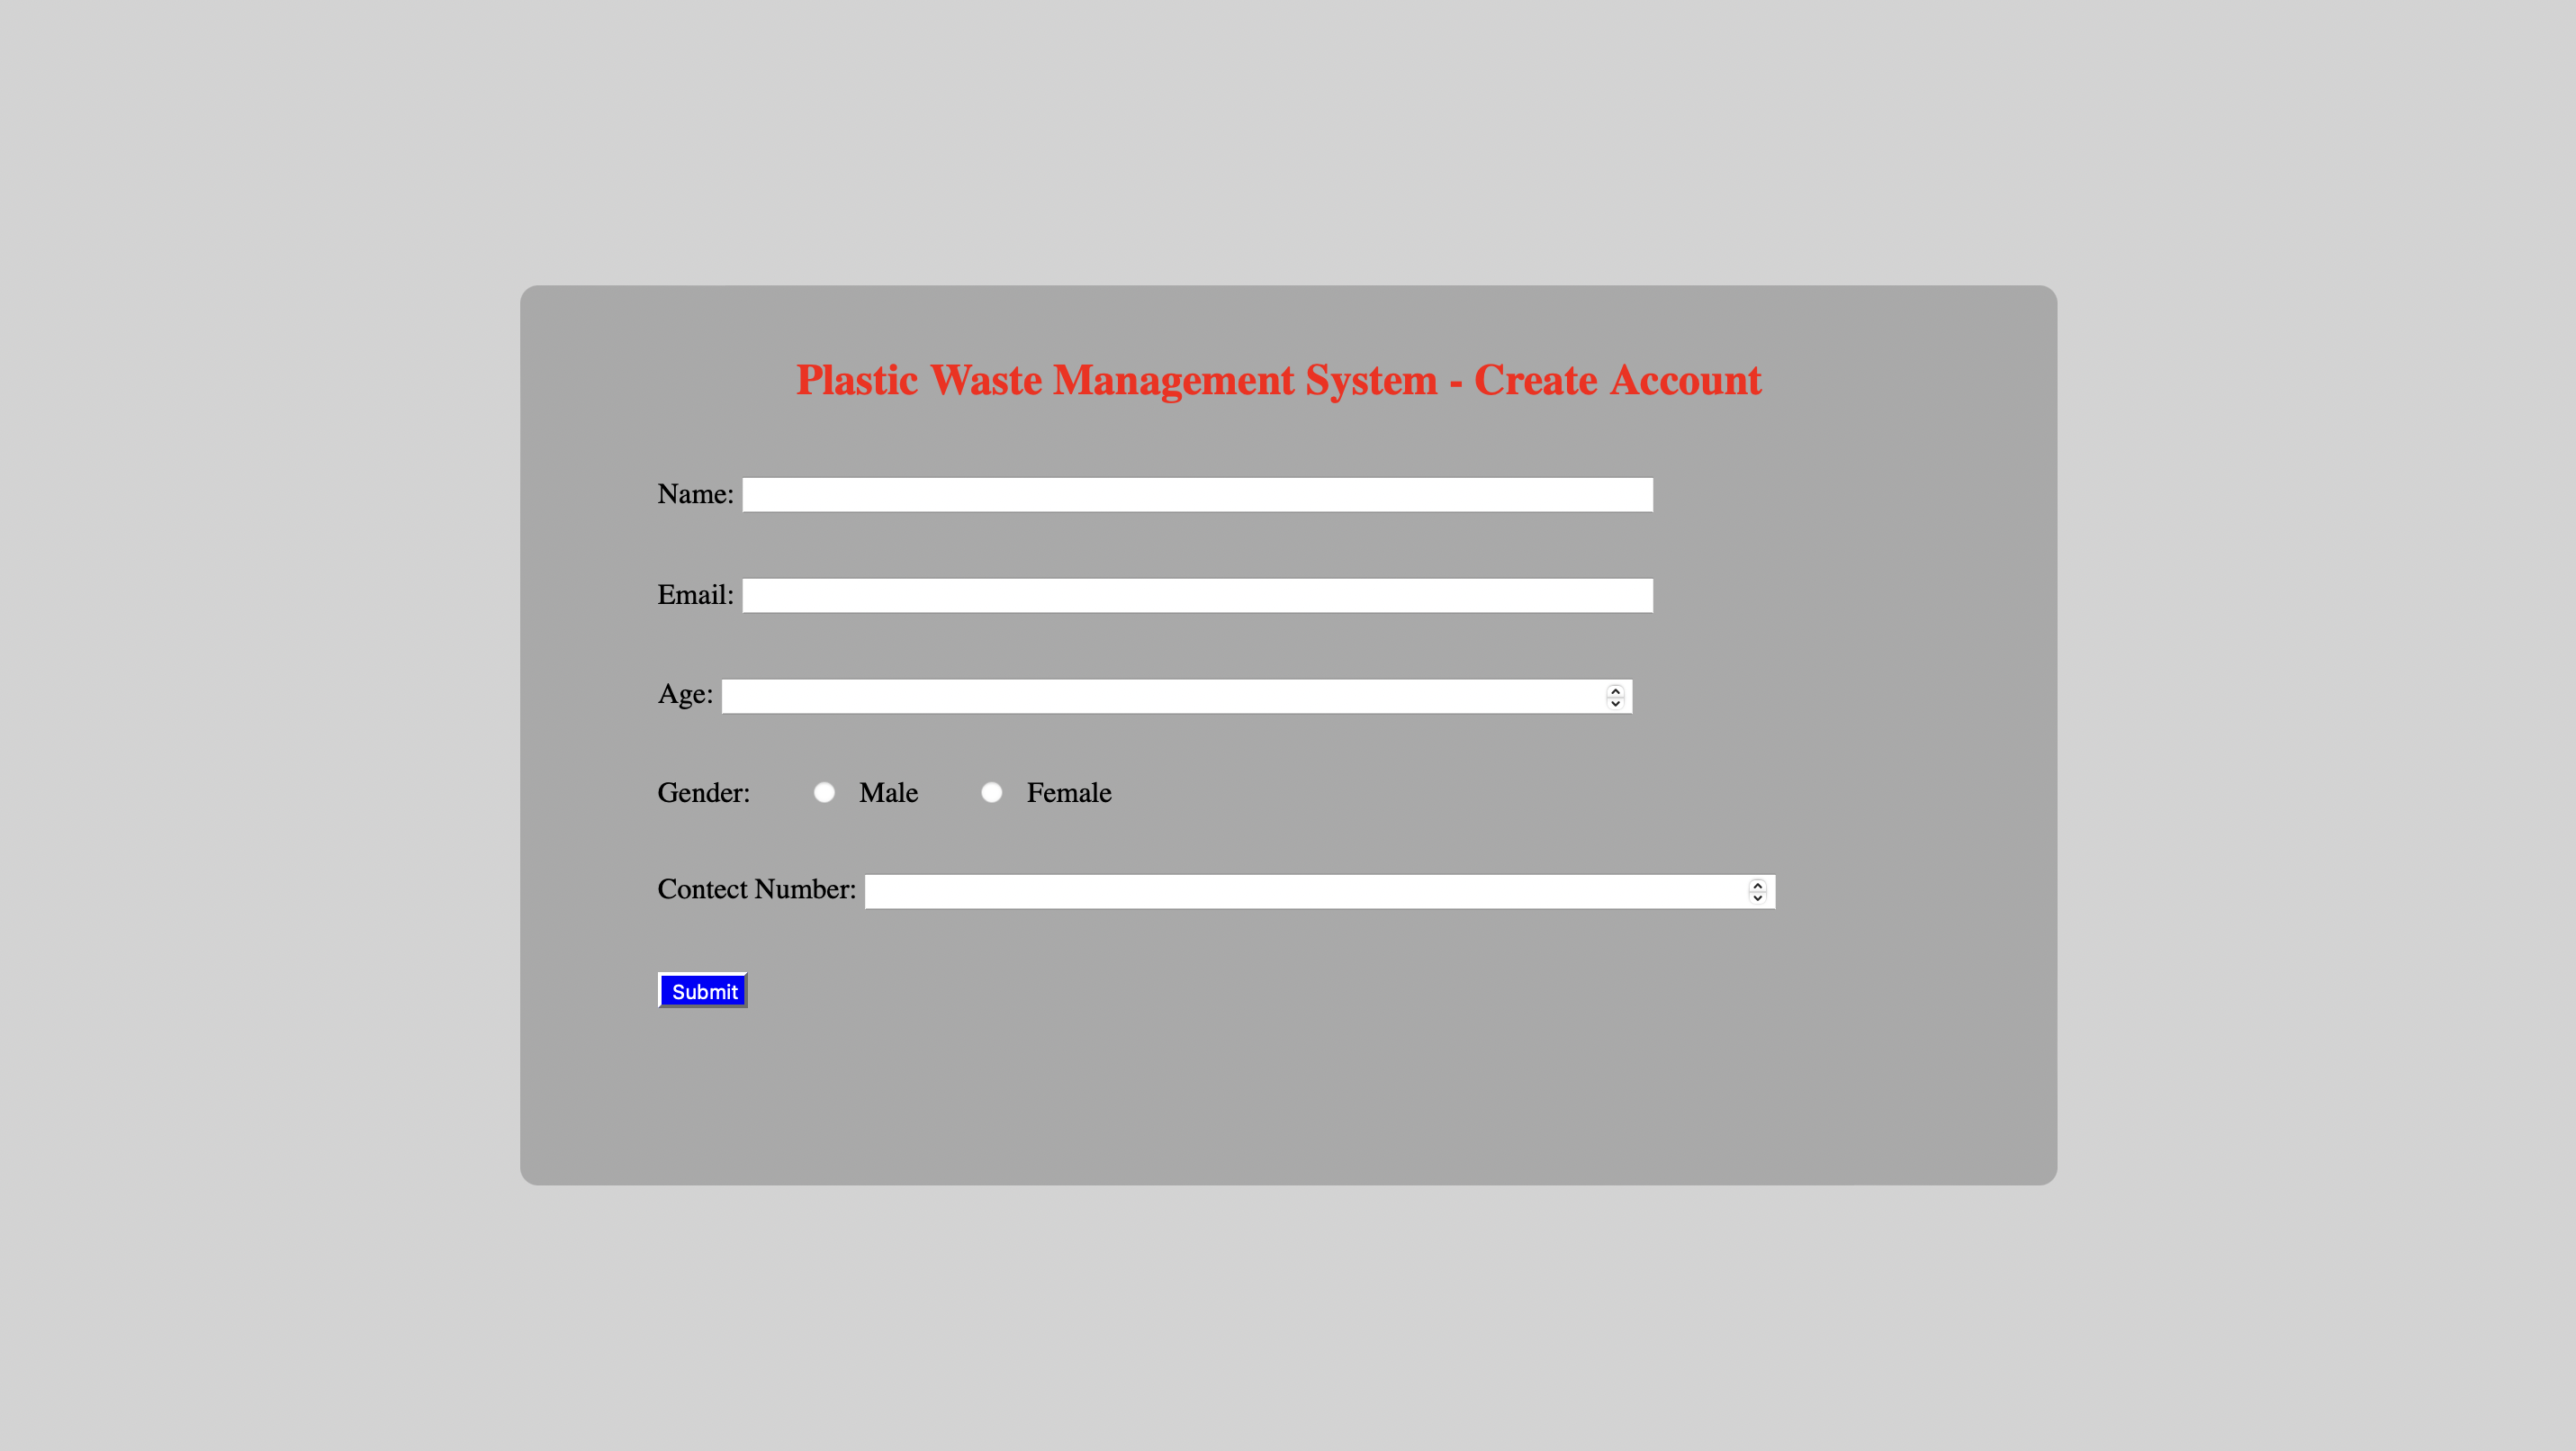 Plastic Waste Management System - Create Account
Name:
Email:
Age:
Gender: Male Female
Contect Number:
Submit